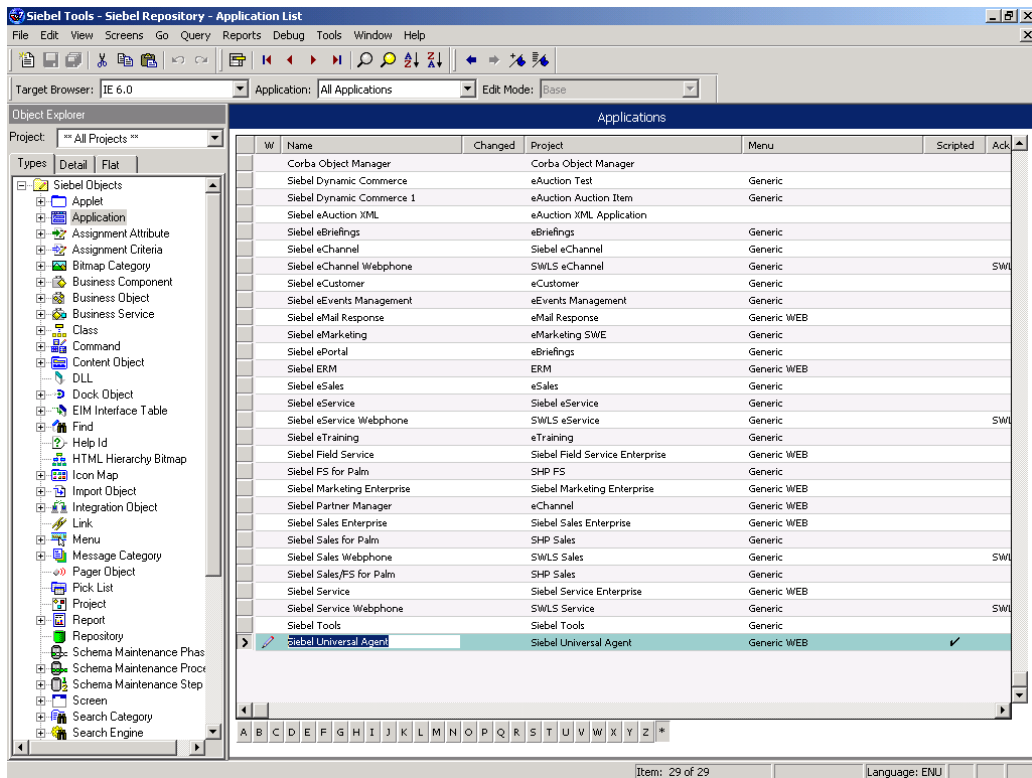 Siebel Tools - Siebel Repository - Application List
File Edit View Screens Go Query Reports Debug Tools Window Help
Target Browser: IE 6.0 Application: All Applications Edit Mode: Base
Object Explorer
Project: ** All Projects **
Types Detail Flat
Siebel Objects
Applet
Application
Assignment Attribute
Assignment Criteria
Bitmap Category
Business Component
Business Object
Business Service
Class
Command
Content Object
DLL
Dock Object
EIM Interface Table
Find
Help Id
HTML Hierarchy Bitmap
Icon Map
Import Object
Integration Object
Link
Menu
Message Category
Pager Object
Pick List
Project
Report
Repository
Schema Maintenance Phas
Schema Maintenance Proce
Schema Maintenance Step
Screen
Search Category
Search Engine
Applications
W Name Changed Project Menu Scripted Ack
Corba Object Manager Corba Object Manager
Siebel Dynamic Commerce eAuction Test Generic
Siebel Dynamic Commerce 1 eAuction Auction Item Generic
Siebel eAuction XML eAuction XML Application
Siebel eBriefings eBriefings Generic
Siebel eChannel Siebel eChannel Generic
Siebel eChannel Webphone SWLS eChannel Generic SWL
Siebel eCustomer eCustomer Generic
Siebel eEvents Management eEvents Management Generic
Siebel eMail Response eMail Response Generic WEB
Siebel eMarketing eMarketing SWE Generic
Siebel ePortal eBriefings Generic
Siebel ERM ERM Generic WEB
Siebel eSales eSales Generic
Siebel eService Siebel eService Generic
Siebel eService Webphone SWLS eService Generic SWL
Siebel eTraining eTraining Generic
Siebel Field Service Siebel Field Service Enterprise Generic WEB
Siebel FS for Palm SHP FS Generic
Siebel Marketing Enterprise Siebel Marketing Enterprise Generic WEB
Siebel Partner Manager eChannel Generic WEB
Siebel Sales Enterprise Siebel Sales Enterprise Generic WEB
Siebel Sales for Palm SHP Sales Generic
Siebel Sales Webphone SWLS Sales Generic SWL
Siebel Sales/FS for Palm SHP Sales Generic
Siebel Service Siebel Service Enterprise Generic WEB
Siebel Service Webphone SWLS Service Generic SWL
Siebel Tools Siebel Tools Generic
Siebel Universal Agent Siebel Universal Agent Generic WEB ✓
A B C D E F G H I J K L M N O P Q R S T U V W X Y Z *
Item: 29 of 29 Language: ENU